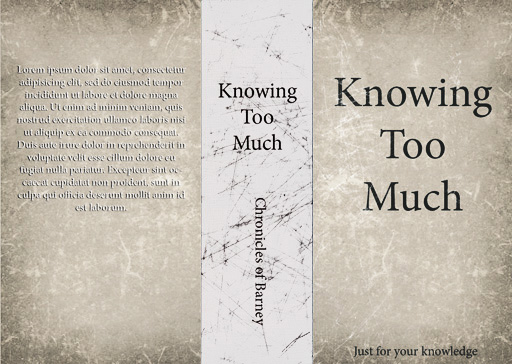 Lorem ipsum dolor sit amet, consectetur
adipisicing elit, sed do eiusmod tempor
incididunt ut labore et dolore magna
aliqua. Ut enim ad minim veniam, quis
nostrud exercitation ullamco laboris nisi
ut aliquip ex ea commodo consequat.
Duis aute irure dolor in reprehenderit in
voluptate velit esse cillum dolore eu
fugiat nulla pariatur. Excepteur sint oc
caecat cupidatat non proident, sunt in
culpa qui officia deserunt mollit anim id
est laborum.
Knowing
Too
Much
Chronicles of Barney
Knowing
Too
Much
Just for your knowledge